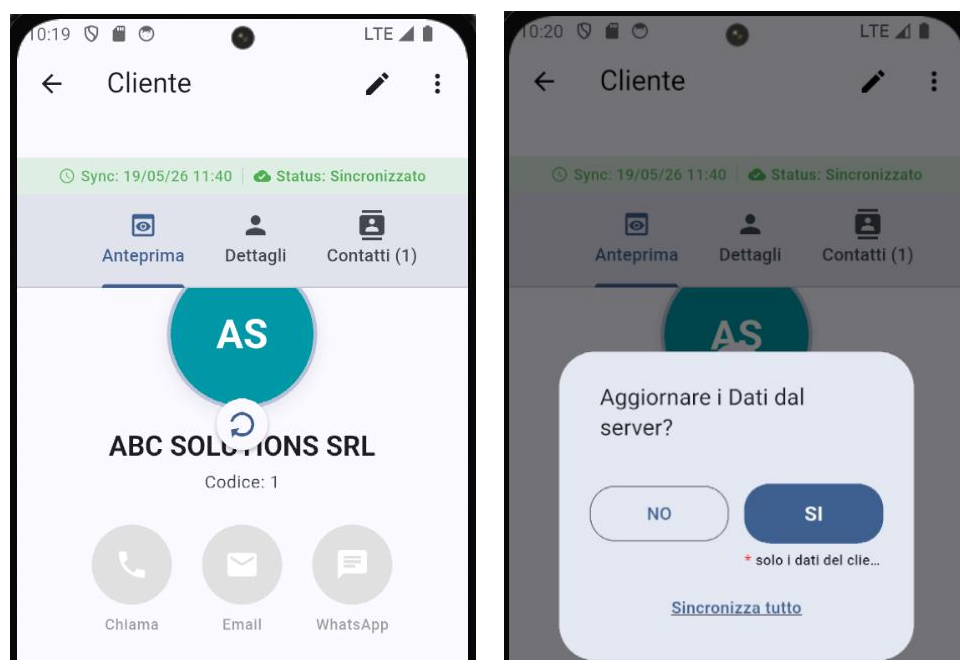 10:19
LTE
Cliente
Sync: 19/05/26 11:40
Status: Sincronizzato
Anteprima
Dettagli
Contatti (1)
AS
ABC SOLUTIONS SRL
Codice: 1
Chiama
Email
WhatsApp
10:20
LTE
Cliente
Sync: 19/05/26 11:40
Status: Sincronizzato
Anteprima
Dettagli
Contatti (1)
AS
Aggiornare i Dati dal
server?
NO
SI
* solo i dati del clie...
Sincronizza tutto